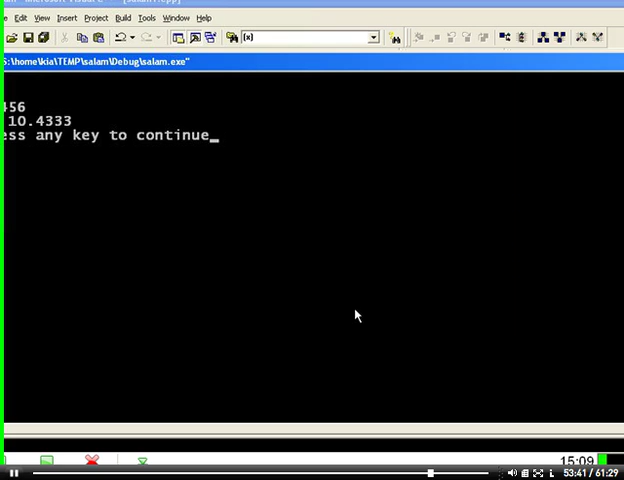 Edit View Insert Project Build Tools Window Help
S:\home\kia\TEMP\salam\Debug\salam.exe"
456
10.4333
ess any key to continue_
15:09
53:41 / 61:29